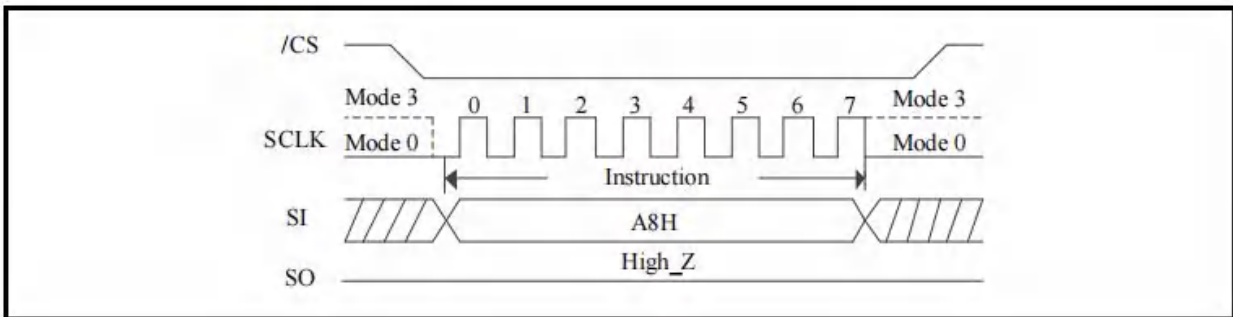 /CS
Mode 3 0 1 2 3 4 5 6 7 Mode 3
SCLK Mode 0 Mode 0
Instruction
SI A8H
High_Z
SO